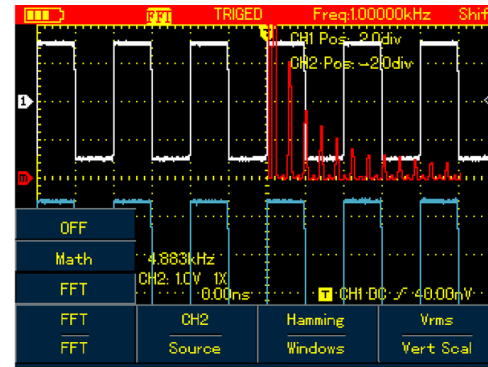 FFT TRIGED Freq:1.00000kHz Shif
CH1 Pos: 2.0div
CH2 Pos: -2.0div
1
m
OFF
Math 4.883kHz
CH2: 1.0V 1X
FFT 0.00ns T CH1 DC 40.00mV
FFT CH2 Hamming Vrms
FFT Source Windows Vert Scal